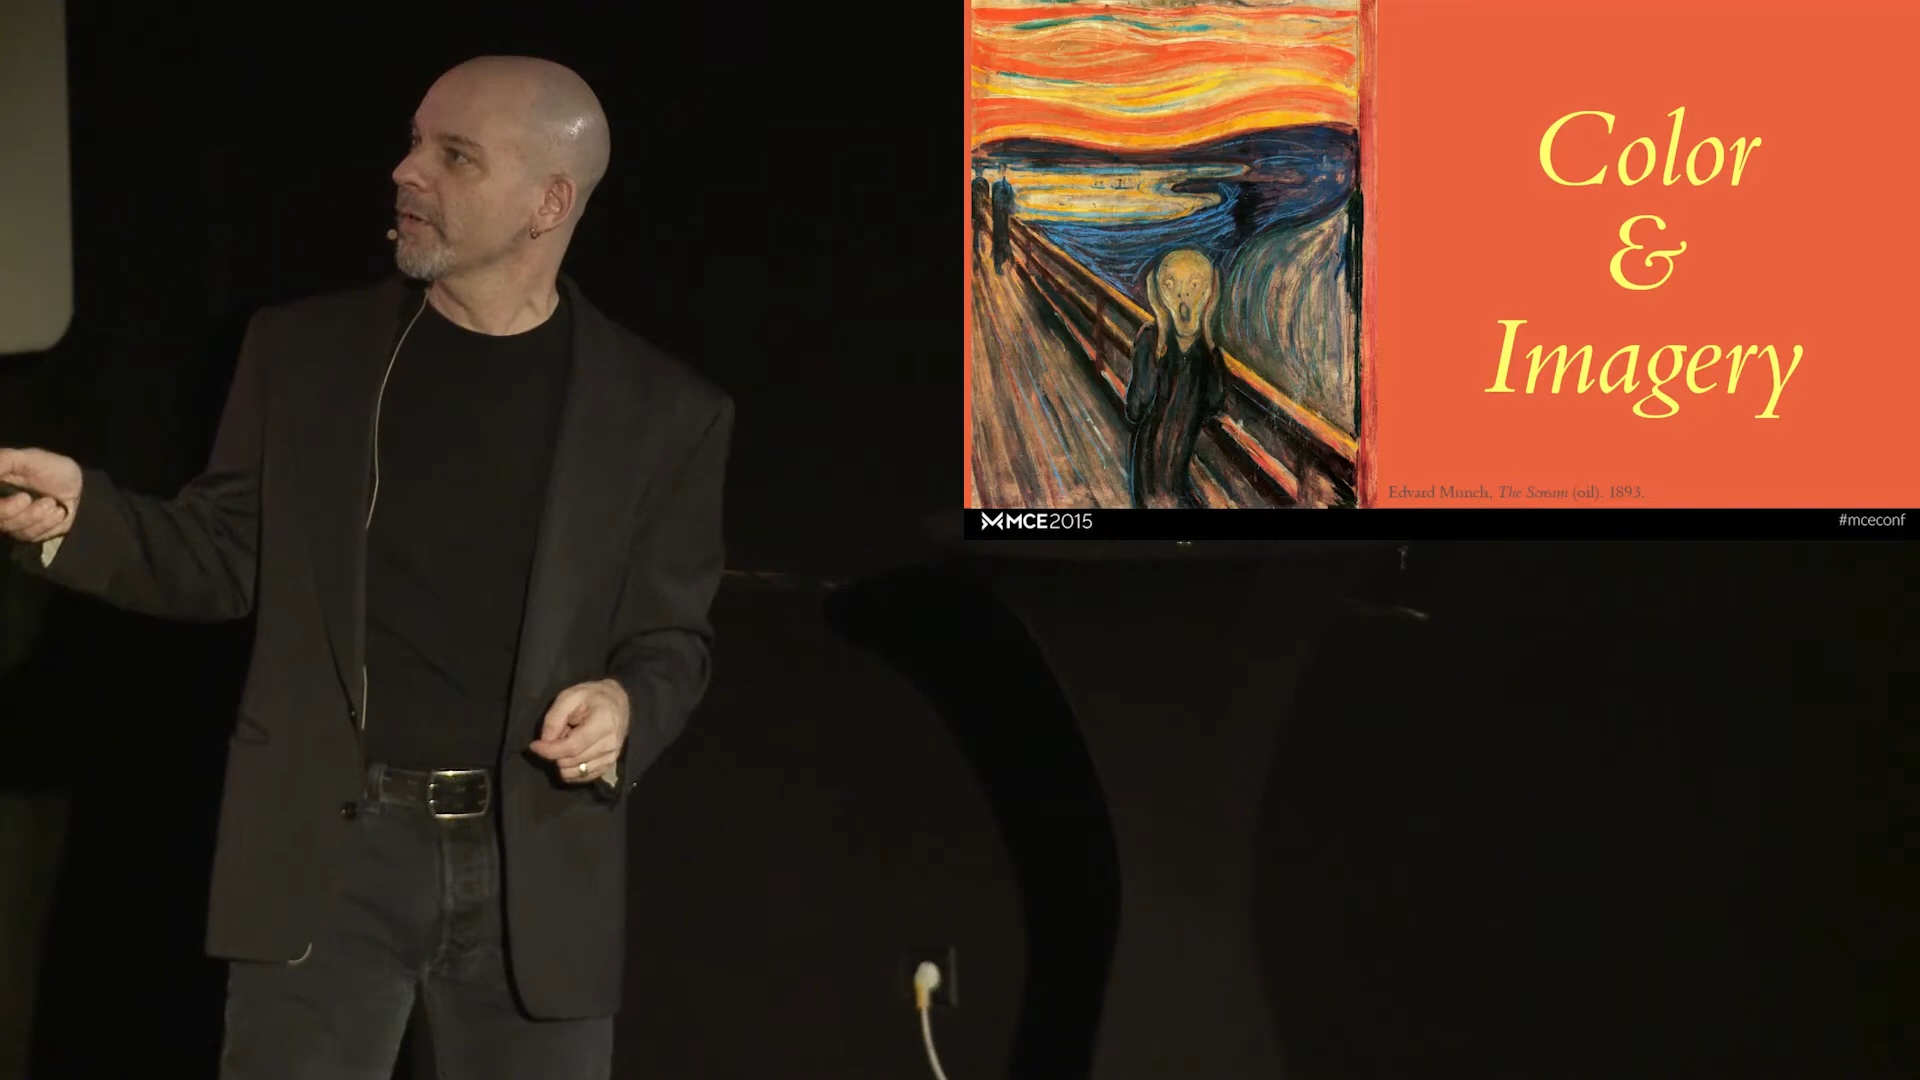 Color
&
Imagery
Edvard Munch, The Scream (oil). 1893.
MCE2015
#mceconf